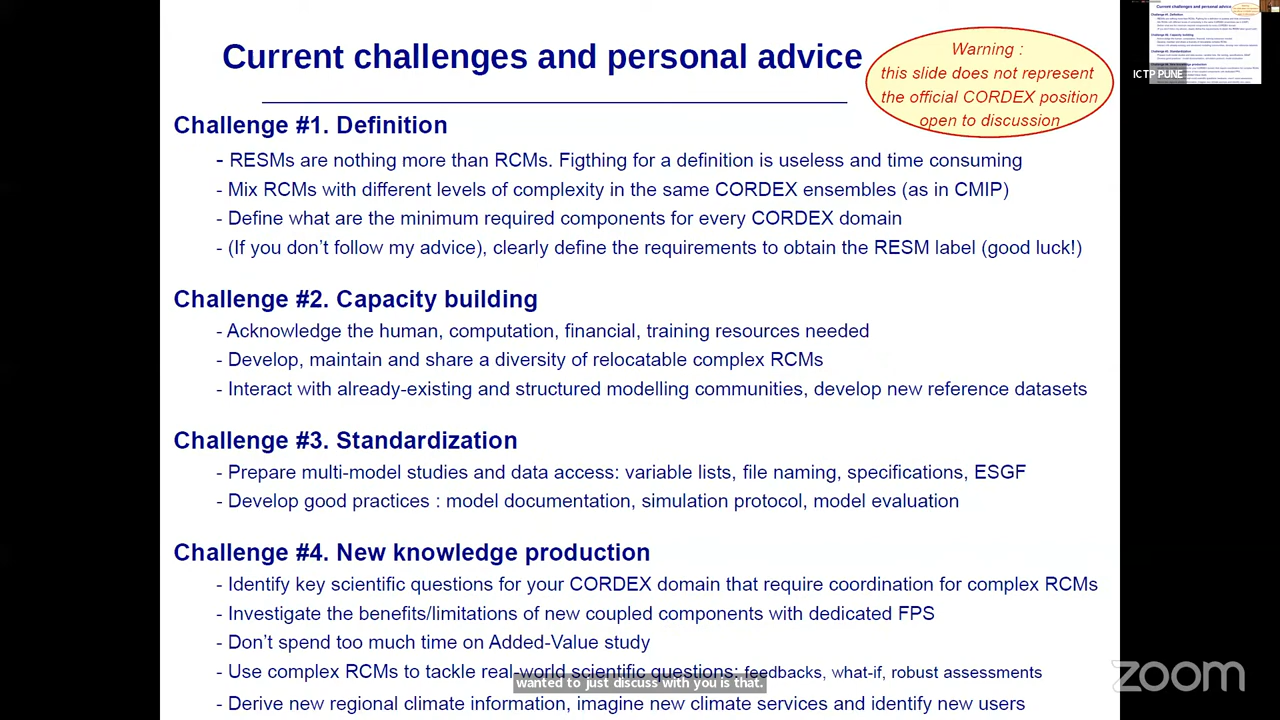 Current challenges and personal advice
Warning :
this slide does not represent
the official CORDEX position
open to discussion
ICTP PUNE
Challenge #1. Definition
- RESMs are nothing more than RCMs. Figthing for a definition is useless and time consuming
- Mix RCMs with different levels of complexity in the same CORDEX ensembles (as in CMIP)
- Define what are the minimum required components for every CORDEX domain
- (If you don't follow my advice), clearly define the requirements to obtain the RESM label (good luck!)
Challenge #2. Capacity building
- Acknowledge the human, computation, financial, training resources needed
- Develop, maintain and share a diversity of relocatable complex RCMs
- Interact with already-existing and structured modelling communities, develop new reference datasets
Challenge #3. Standardization
- Prepare multi-model studies and data access: variable lists, file naming, specifications, ESGF
- Develop good practices : model documentation, simulation protocol, model evaluation
Challenge #4. New knowledge production
- Identify key scientific questions for your CORDEX domain that require coordination for complex RCMs
- Investigate the benefits/limitations of new coupled components with dedicated FPS
- Don't spend too much time on Added-Value study
- Use complex RCMs to tackle real-world scientific questions: feedbacks, what-if, robust assessments
wanted to just discuss with you is that.
- Derive new regional climate information, imagine new climate services and identify new users
zoom